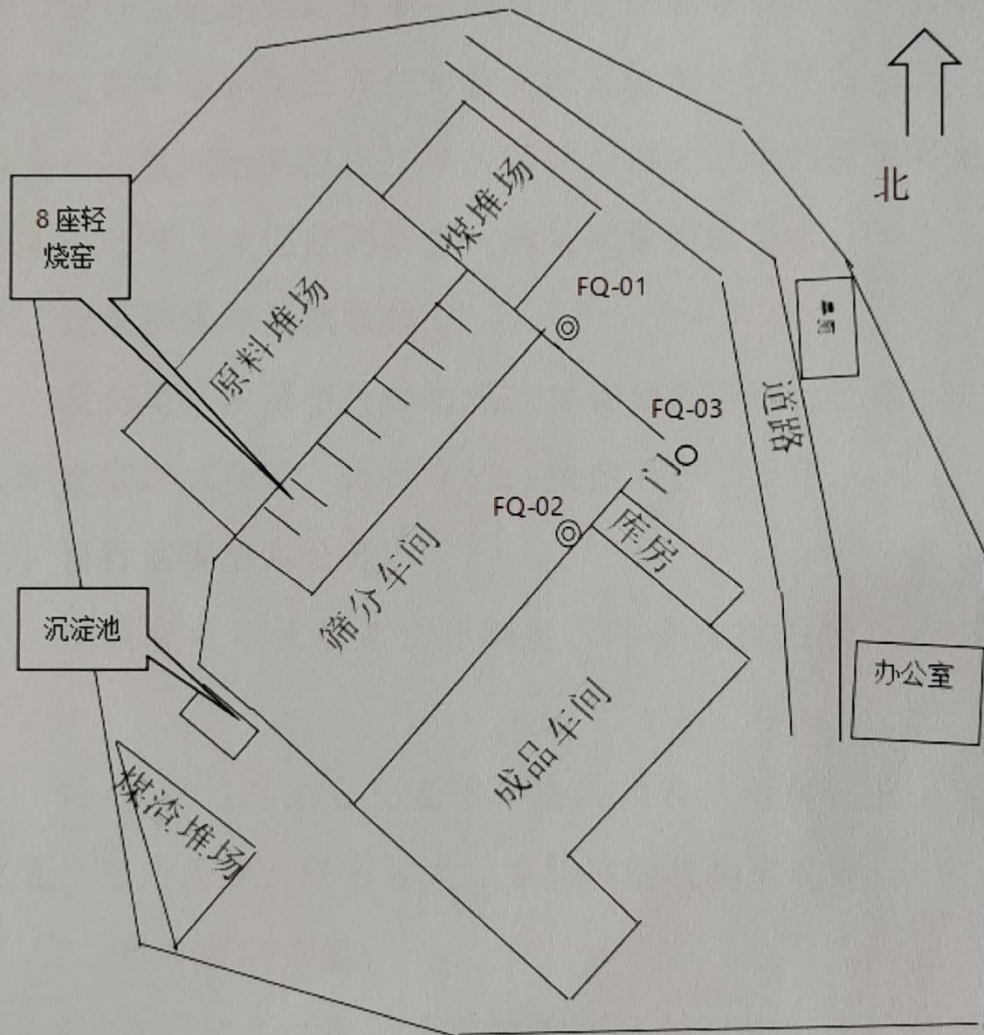 北
8座轻
烧窑
煤堆场
原料堆场
FQ-01
道路
FQ-03
门
FQ-02
库房
筛分车间
沉淀池
办公室
成品车间
煤渣堆场